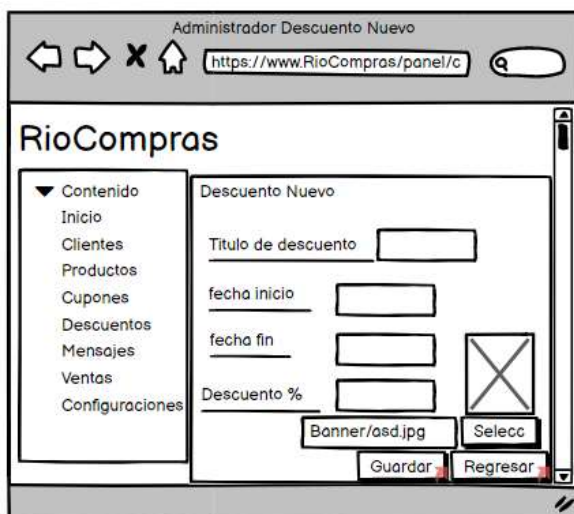 Administrador Descuento Nuevo
https://www.RioCompras/panel/c
RioCompras
Contenido
Inicio
Clientes
Productos
Cupones
Descuentos
Mensajes
Ventas
Configuraciones
Descuento Nuevo
Titulo de descuento
fecha inicio
fecha fin
Descuento %
Banner/asd.jpg
Selecc
Guardar
Regresar